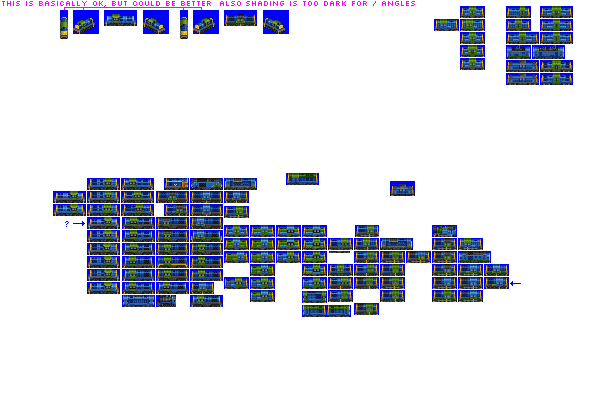 THIS IS BASICALLY OK, BUT COULD BE BETTER ALSO SHADING IS TOO DARK FOR / ANGLES
?